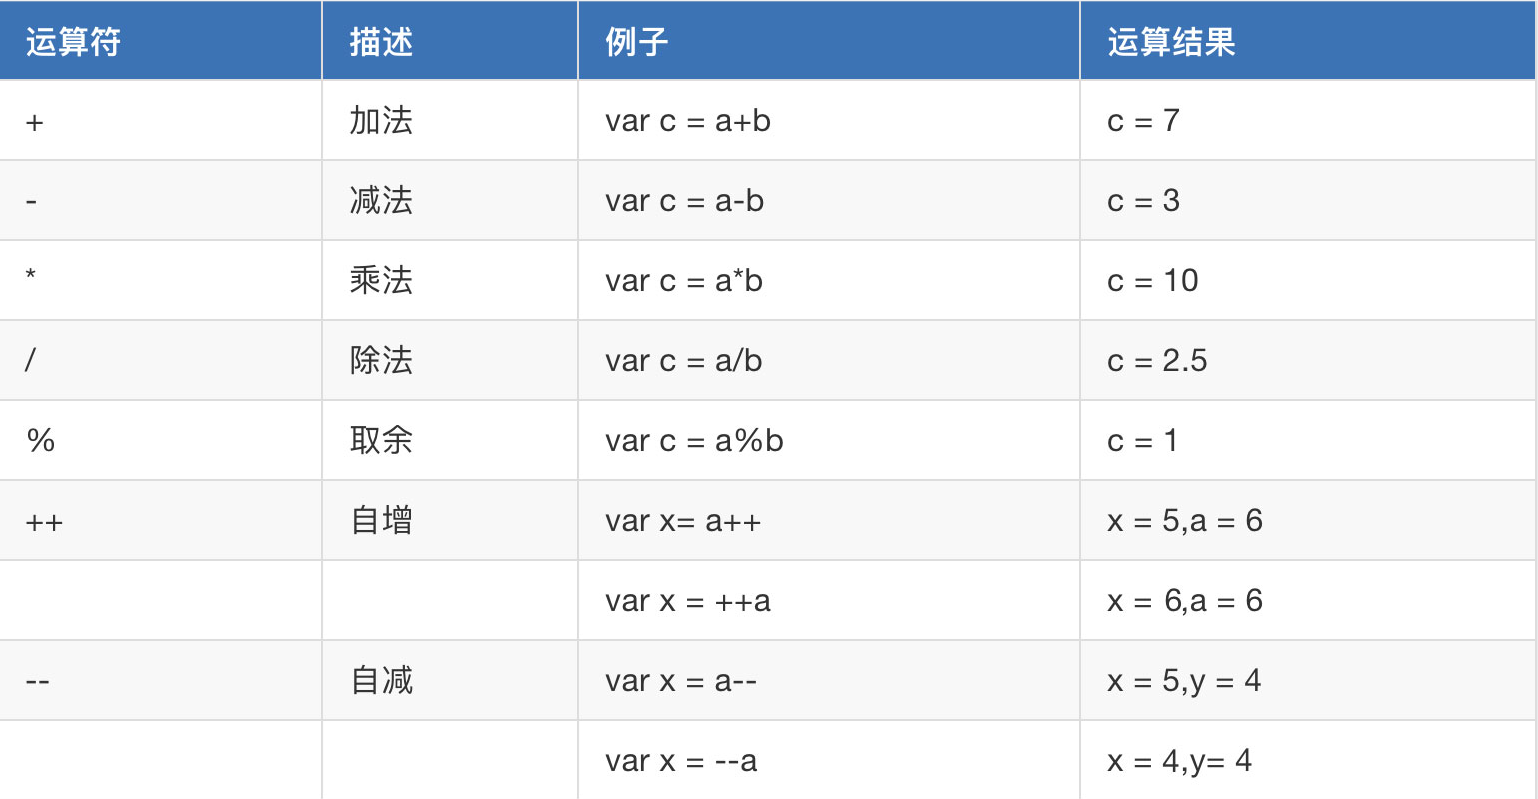 运算符 描述 例子 运算结果
+ 加法 var c = a+b c = 7
- 减法 var c = a-b c = 3
* 乘法 var c = a*b c = 10
/ 除法 var c = a/b c = 2.5
% 取余 var c = a%b c = 1
++ 自增 var x= a++ x = 5,a = 6
var x = ++a x = 6,a = 6
-- 自减 var x = a-- x = 5,y = 4
var x = --a x = 4,y= 4